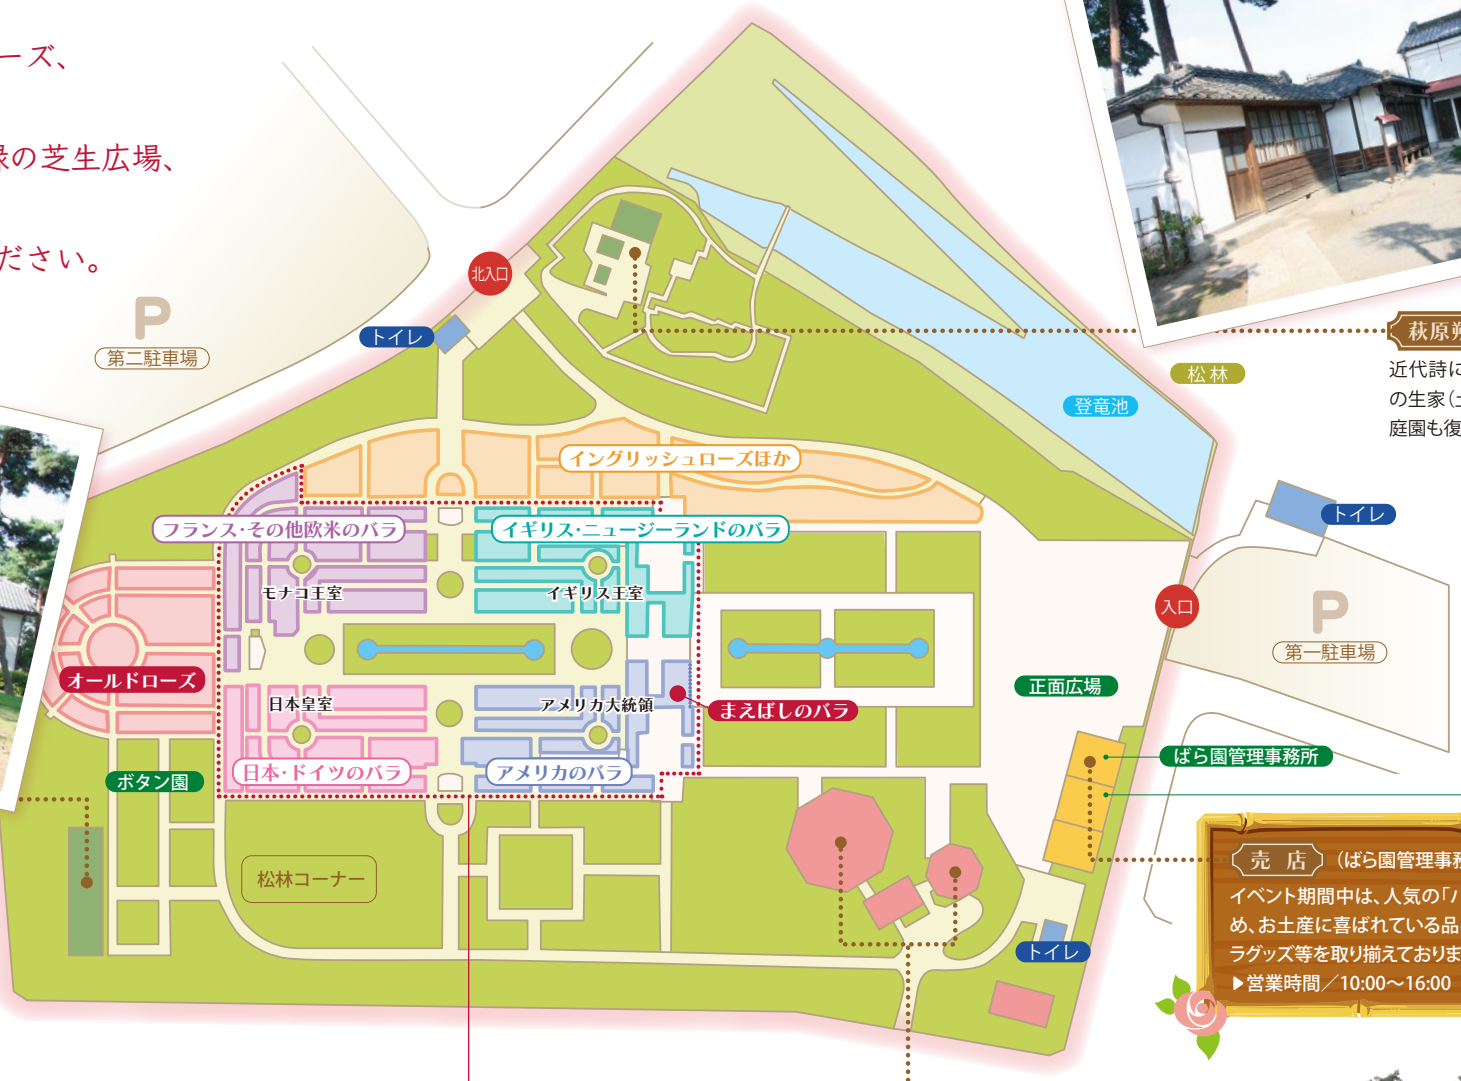 ーズ、
緑の芝生広場、
ださい。
北入口
P
トイレ
第二駐車場
萩原朔
近代詩に
の生家(土
庭園も復
松林
登竜池
イングリッシュローズほか
フランス・その他欧米のバラ
イギリス・ニュージーランドのバラ
トイレ
モナコ王室
イギリス王室
入口
P
第一駐車場
オールドローズ
正面広場
日本皇室
アメリカ大統領
まえばしのバラ
ばら園管理事務所
日本・ドイツのバラ
アメリカのバラ
ボタン園
売 店 (ばら園管理事務
イベント期間中は、人気の「バ
め、お土産に喜ばれている品
ラグッズ等を取り揃えておりま
▶営業時間/10:00〜16:00
松林コーナー
トイレ